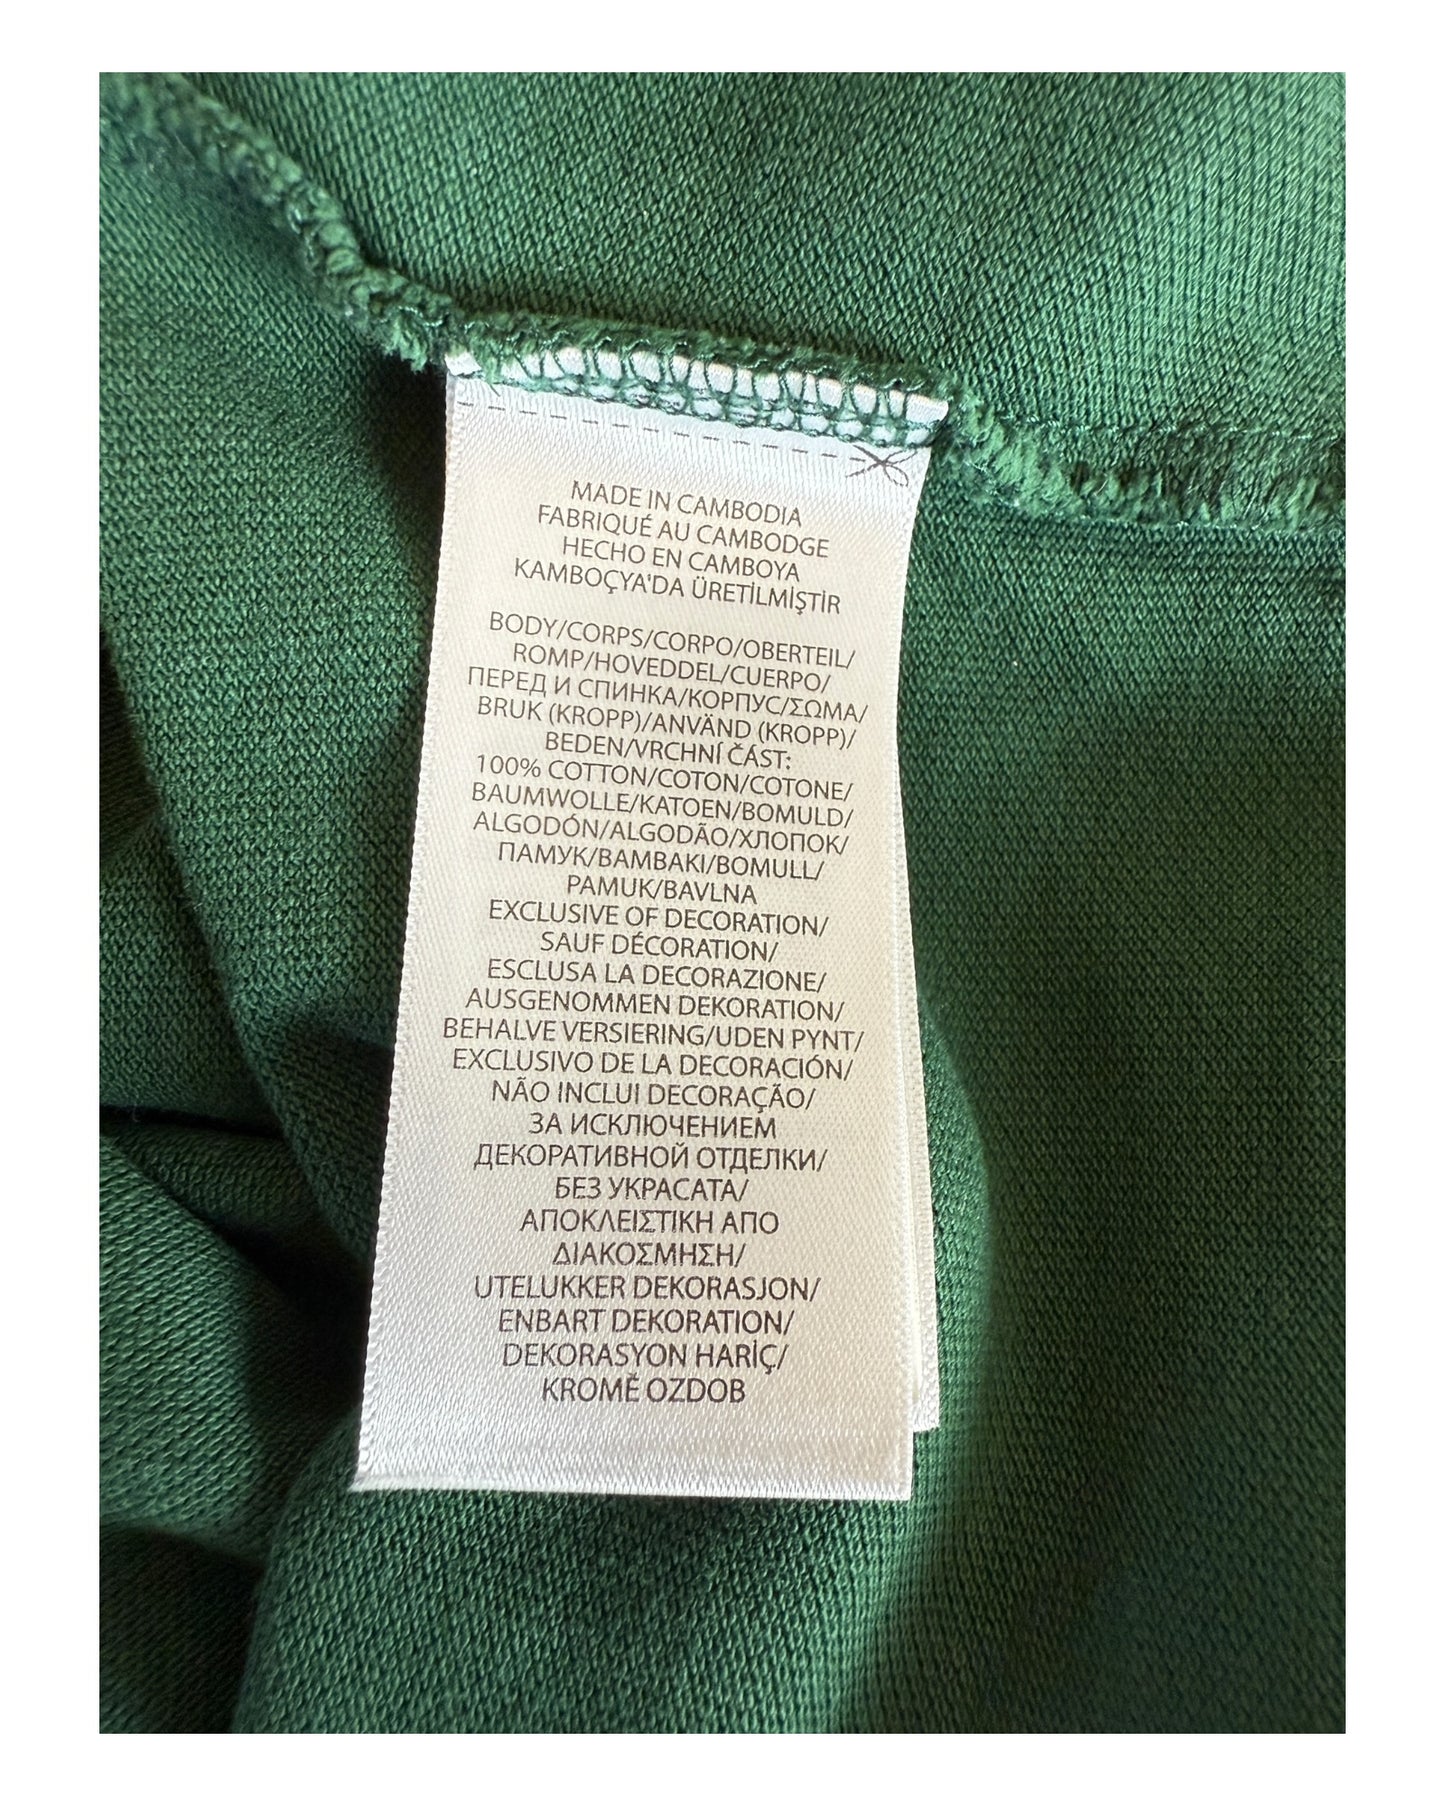 MADE IN CAMBODIA
FABRIQUÉ AU CAMBODGE
HECHO EN CAMBOYA
KAMBOÇYA'DA ÜRETİLMİŞTİR
BODY/CORPS/CORPO/OBERTEIL/
ROMP/HOVEDDEL/CUERPO/
ПЕРЕД И СПИНКА/КОРПУС/ΣΩΜΑ/
BRUK (KROPP)/ANVÄND (KROPP)/
BEDEN/VRCHNÍ ČÁST:
100% COTTON/COTON/COTONE/
BAUMWOLLE/KATOEN/BOMULD/
ALGODÓN/ALGODÃO/ХЛОПОК/
ПАМУК/ΒΑΜΒΑΚΙ/BOMULL/
PAMUK/BAVLNA
EXCLUSIVE OF DECORATION/
SAUF DÉCORATION/
ESCLUSA LA DECORAZIONE/
AUSGENOMMEN DEKORATION/
BEHALVE VERSIERING/UDEN PYNT/
EXCLUSIVO DE LA DECORACIÓN/
NÃO INCLUI DECORAÇÃO/
ЗА ИСКЛЮЧЕНИЕМ
ДЕКОРАТИВНОЙ ОТДЕЛКИ/
БЕЗ УКРАСАТА/
ΑΠΟΚΛΕΙΣΤΙΚΗ ΑΠΟ
ΔΙΑΚΟΣΜΗΣΗ/
UTELUKKER DEKORASJON/
ENBART DEKORATION/
DEKORASYON HARİÇ/
KROMĚ OZDOB